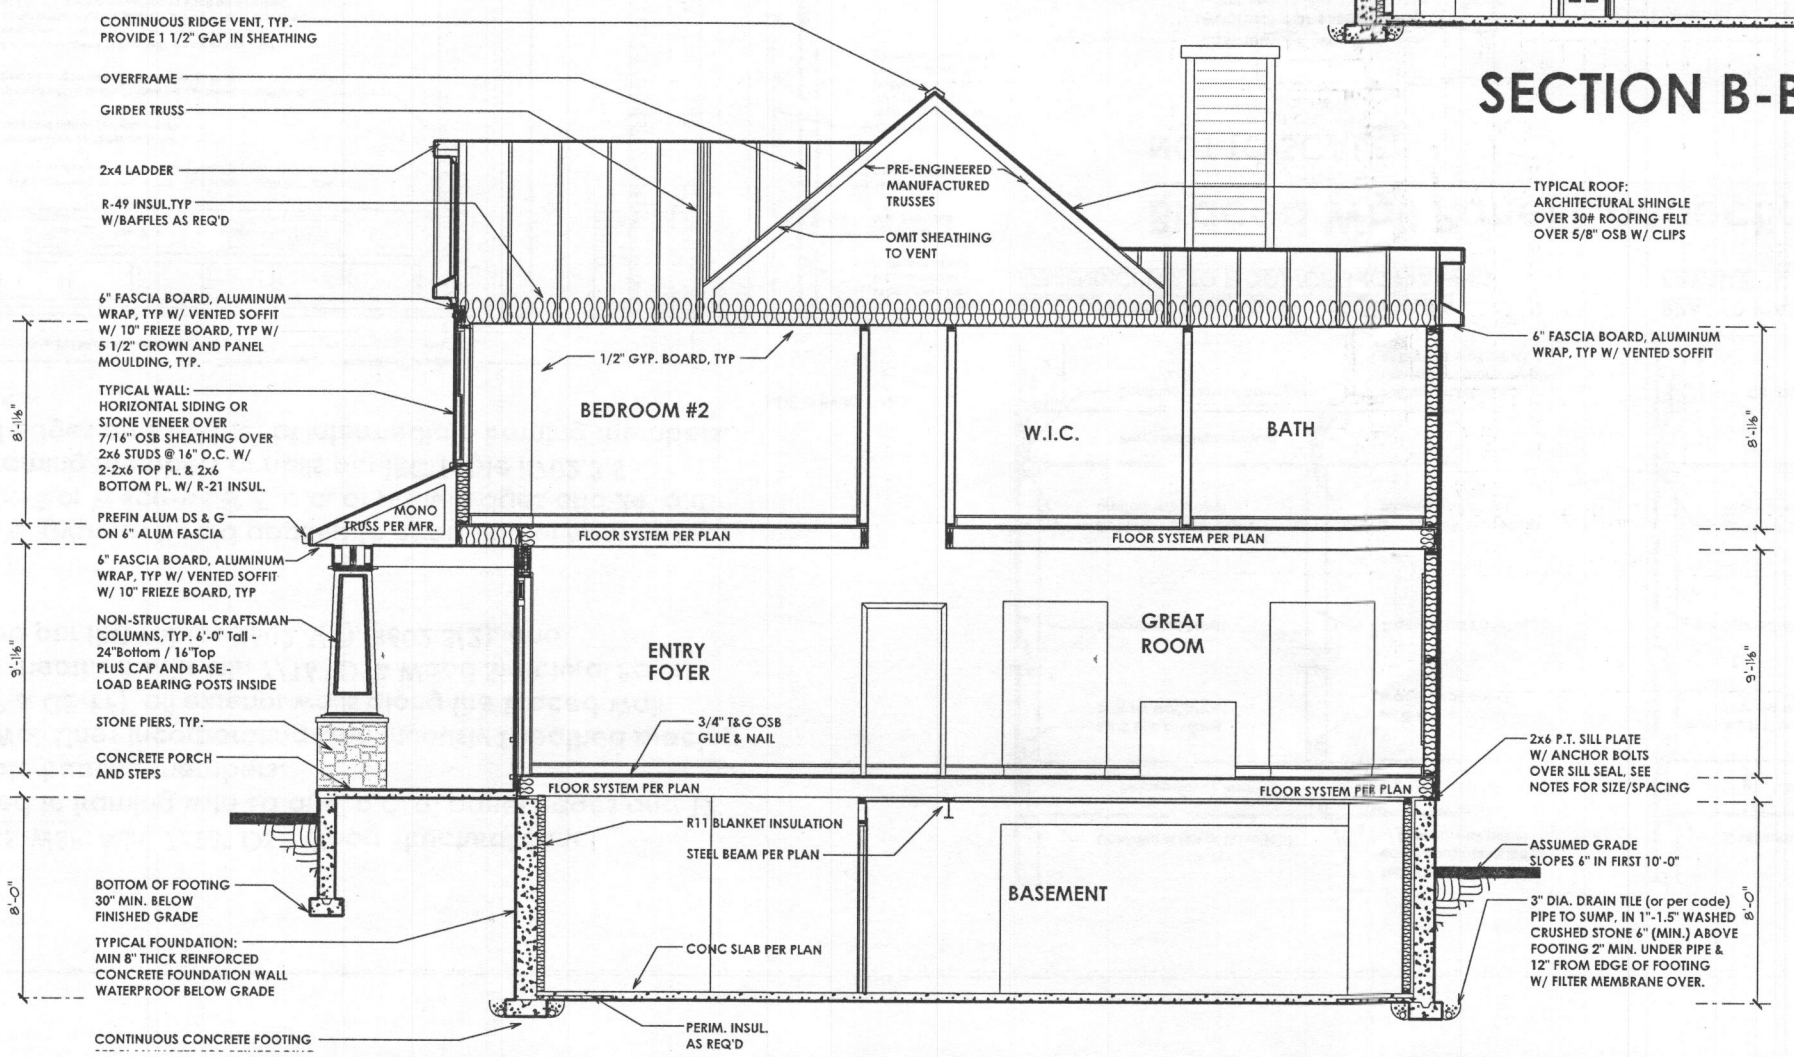 CONTINUOUS RIDGE VENT, TYP.
PROVIDE 1 1/2" GAP IN SHEATHING
OVERFRAME
GIRDER TRUSS
2x4 LADDER
R-49 INSUL.TYP
W/BAFFLES AS REQ'D
6" FASCIA BOARD, ALUMINUM
WRAP, TYP W/ VENTED SOFFIT
W/ 10" FRIEZE BOARD, TYP W/
5 1/2" CROWN AND PANEL
MOULDING, TYP.
TYPICAL WALL:
HORIZONTAL SIDING OR
STONE VENEER OVER
7/16" OSB SHEATHING OVER
2x6 STUDS @ 16" O.C. W/
2-2x6 TOP PL. & 2x6
BOTTOM PL. W/ R-21 INSUL.
PREFIN ALUM DS & G
ON 6" ALUM FASCIA
6" FASCIA BOARD, ALUMINUM
WRAP, TYP W/ VENTED SOFFIT
W/ 10" FRIEZE BOARD, TYP
NON-STRUCTURAL CRAFTSMAN
COLUMNS, TYP. 6'-0" Tall -
24"Bottom / 16"Top
PLUS CAP AND BASE -
LOAD BEARING POSTS INSIDE
STONE PIERS, TYP.
CONCRETE PORCH
AND STEPS
BOTTOM OF FOOTING
30" MIN. BELOW
FINISHED GRADE
TYPICAL FOUNDATION:
MIN 8" THICK REINFORCED
CONCRETE FOUNDATION WALL
WATERPROOF BELOW GRADE
CONTINUOUS CONCRETE FOOTING
8'-1 1/8"
9'-1 1/8"
8'-0"
PRE-ENGINEERED
MANUFACTURED
TRUSSES
OMIT SHEATHING
TO VENT
1/2" GYP. BOARD, TYP
BEDROOM #2
W.I.C.
BATH
MONO
TRUSS PER MFR.
FLOOR SYSTEM PER PLAN
FLOOR SYSTEM PER PLAN
ENTRY
FOYER
GREAT
ROOM
3/4" T&G OSB
GLUE & NAIL
FLOOR SYSTEM PER PLAN
FLOOR SYSTEM PER PLAN
R11 BLANKET INSULATION
STEEL BEAM PER PLAN
BASEMENT
CONC SLAB PER PLAN
PERIM. INSUL.
AS REQ'D
SECTION B-B
TYPICAL ROOF:
ARCHITECTURAL SHINGLE
OVER 30# ROOFING FELT
OVER 5/8" OSB W/ CLIPS
6" FASCIA BOARD, ALUMINUM
WRAP, TYP W/ VENTED SOFFIT
8'-1 1/8"
9'-1 1/8"
2x6 P.T. SILL PLATE
W/ ANCHOR BOLTS
OVER SILL SEAL, SEE
NOTES FOR SIZE/SPACING
ASSUMED GRADE
SLOPES 6" IN FIRST 10'-0"
8'-0"
3" DIA. DRAIN TILE (or per code)
PIPE TO SUMP, IN 1"-1.5" WASHED
CRUSHED STONE 6" (MIN.) ABOVE
FOOTING 2" MIN. UNDER PIPE &
12" FROM EDGE OF FOOTING
W/ FILTER MEMBRANE OVER.